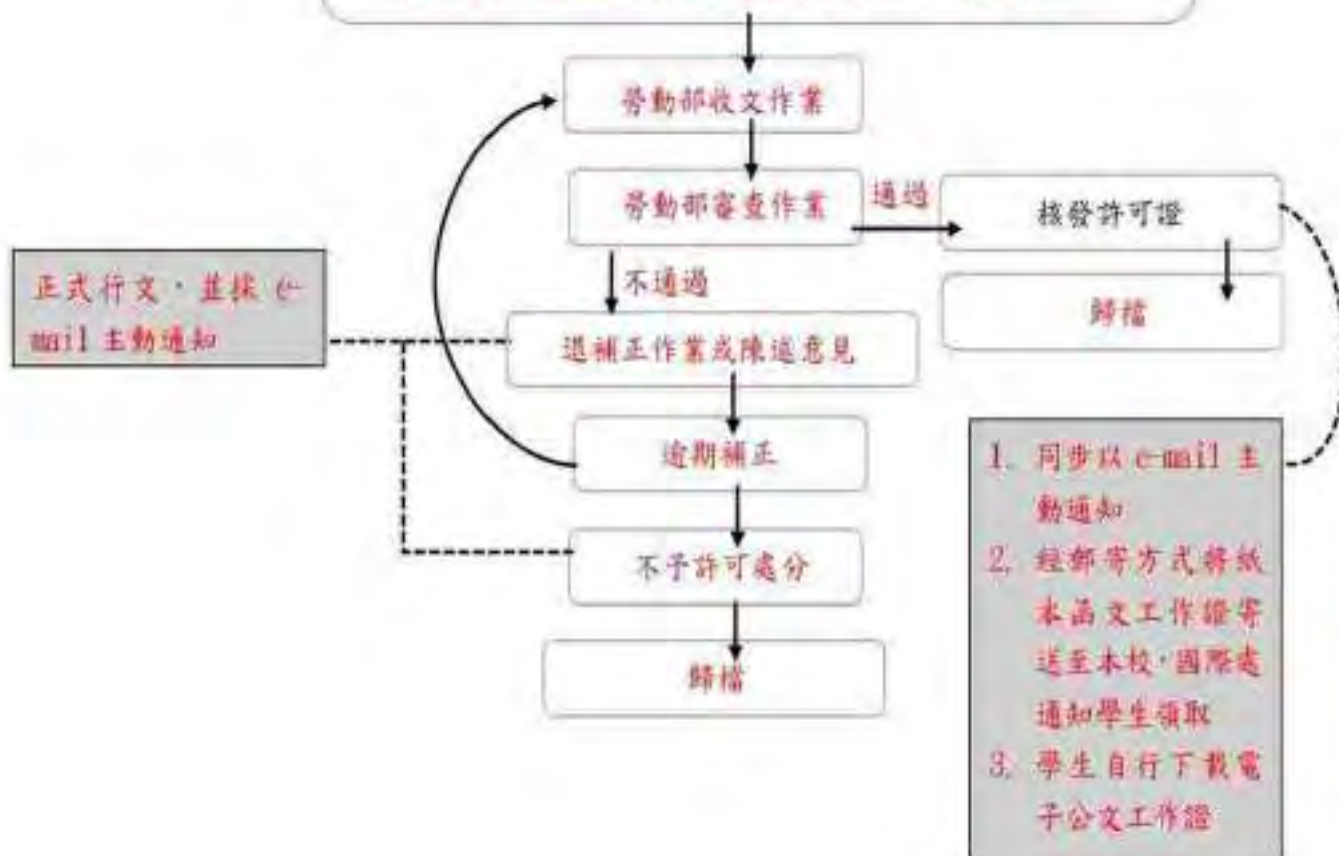 勞動部收文作業
勞動部審查作業
通過
核發許可證
歸檔
不通過
正式行文，並採 e-
mail 主動通知
退補正作業或陳述意見
逾期補正
不予許可處分
歸檔
1. 同步以 e-mail 主
動通知
2. 經郵寄方式將紙
本函文工作證寄
送至本校，國際處
通知學生領取
3. 學生自行下載電
子公文工作證